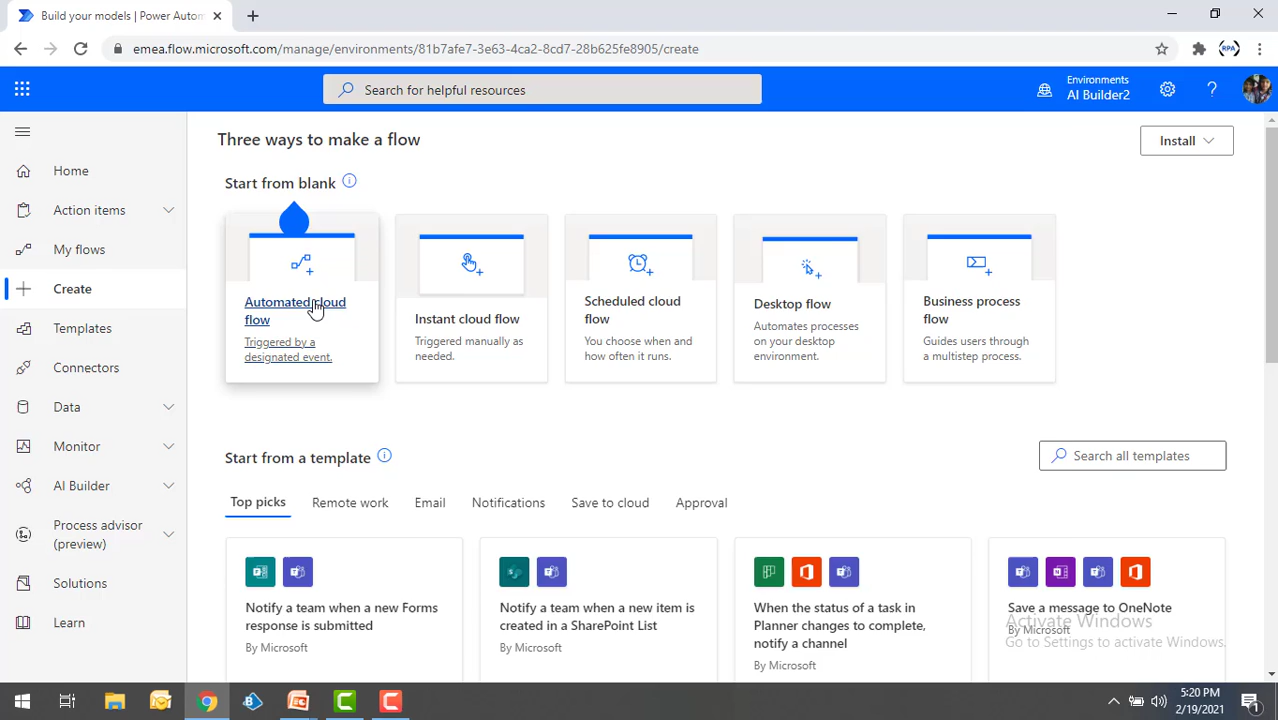 Build your models | Power Autom
emea.flow.microsoft.com/manage/environments/81b7afe7-3e63-4ca2-8cd7-28b625fe8905/create
RPA
Search for helpful resources
Environments
AI Builder2
Home
Action items
My flows
Create
Templates
Connectors
Data
Monitor
AI Builder
Process advisor
(preview)
Solutions
Learn
Three ways to make a flow
Install
Start from blank
Automated cloud
flow
Triggered by a
designated event.
Instant cloud flow
Triggered manually as
needed.
Scheduled cloud
flow
You choose when and
how often it runs.
Desktop flow
Automates processes
on your desktop
environment.
Business process
flow
Guides users through
a multistep process.
Start from a template
Search all templates
Top picks
Remote work
Email
Notifications
Save to cloud
Approval
Notify a team when a new Forms
response is submitted
By Microsoft
Notify a team when a new item is
created in a SharePoint List
By Microsoft
When the status of a task in
Planner changes to complete,
notify a channel
By Microsoft
Save a message to OneNote
By Microsoft
Activate Windows
Go to Settings to activate Windows.
5:20 PM
2/19/2021
1